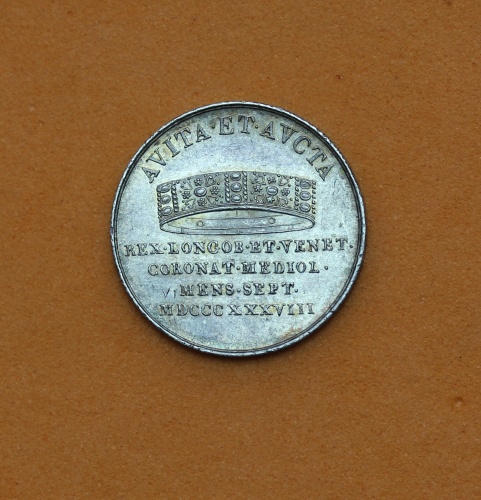 AVITA·ET·AVCTA
REX·LONGOB·ET·VENET·
CORONAT·MEDIOL·
MENS·SEPT·
MDCCCXXXVIII